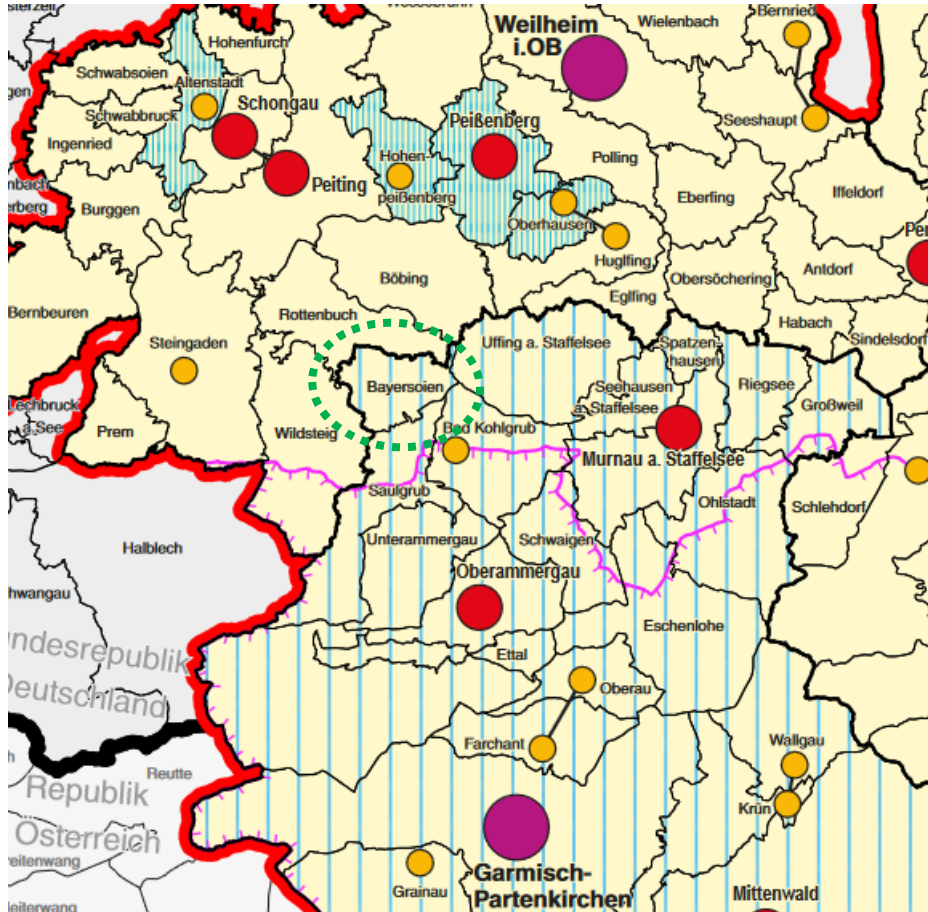 Hohenfurch
Weilheim
i.OB
Wielenbach
Bernried
Schwabsoien
Altenstadt
Schongau
Schwabbruck
Peißenberg
Seeshaupt
Ingenried
Hohen-
peißenberg
Polling
Peiting
Eberfing
Iffeldorf
Burggen
Oberhausen
Huglfing
Böbing
Obersöchering
Antdorf
Eglfing
Bernbeuren
Rottenbuch
Habach
Sindelsdorf
Steingaden
Uffing a. Staffelsee
Spatzen-
hausen
Bayersoien
Seehausen
a. Staffelsee
Riegsee
Großweil
Lechbruck
a. See
Prem
Wildsteig
Bad Kohlgrub
Murnau a. Staffelsee
Saulgrub
Ohlstadt
Schlehdorf
Halblech
Unterammergau
Schwaigen
Oberammergau
Eschenlohe
Ettal
Oberau
Farchant
Wallgau
Reutte
Republik
Österreich
Krün
Garmisch-
Partenkirchen
Grainau
Mittenwald
Deutschland